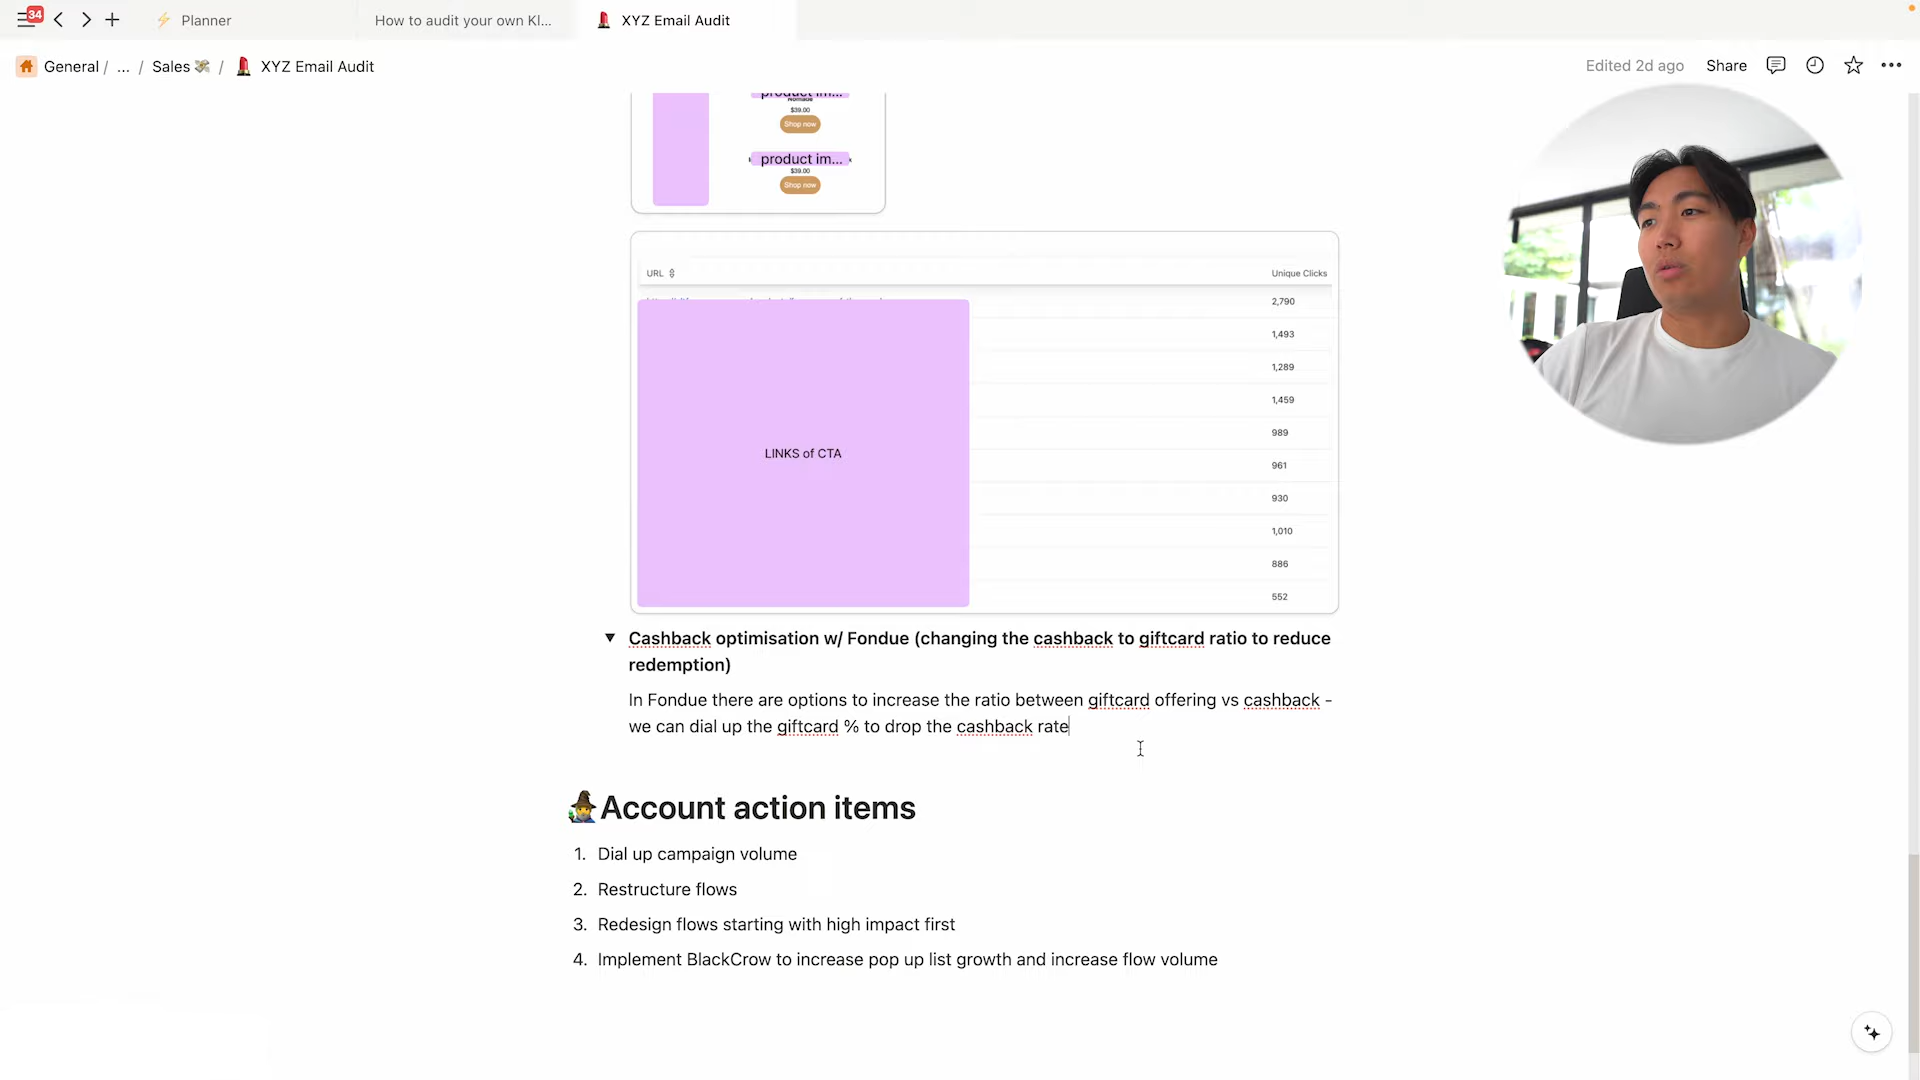 34
Planner
How to audit your own Kl...
XYZ Email Audit
General / ... / Sales / XYZ Email Audit
Edited 2d ago
Share
product im...
Nomade
$39.00
Shop now
product im...
$39.00
Shop now
URL
Unique Clicks
2,790
1,493
1,289
1,459
989
961
930
1,010
886
552
LINKS of CTA
Cashback optimisation w/ Fondue (changing the cashback to giftcard ratio to reduce
redemption)
In Fondue there are options to increase the ratio between giftcard offering vs cashback -
we can dial up the giftcard % to drop the cashback rate
Account action items
1. Dial up campaign volume
2. Restructure flows
3. Redesign flows starting with high impact first
4. Implement BlackCrow to increase pop up list growth and increase flow volume